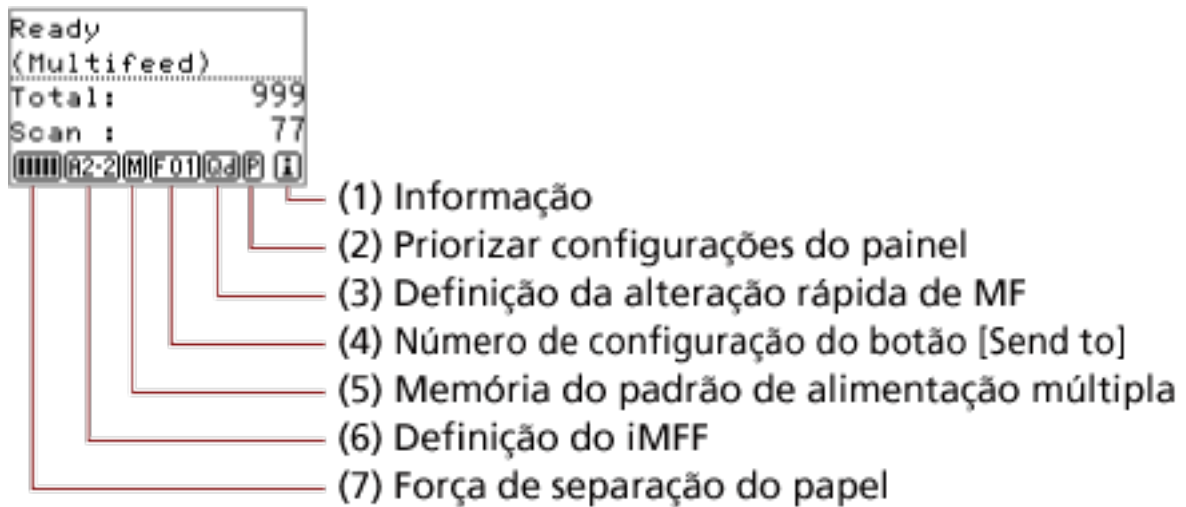 Ready
(Multifeed)
Total: 999
Scan : 77
A2-2 M F 01 Qd P i
(1) Informação
(2) Priorizar configurações do painel
(3) Definição da alteração rápida de MF
(4) Número de configuração do botão [Send to]
(5) Memória do padrão de alimentação múltipla
(6) Definição do iMFF
(7) Força de separação do papel